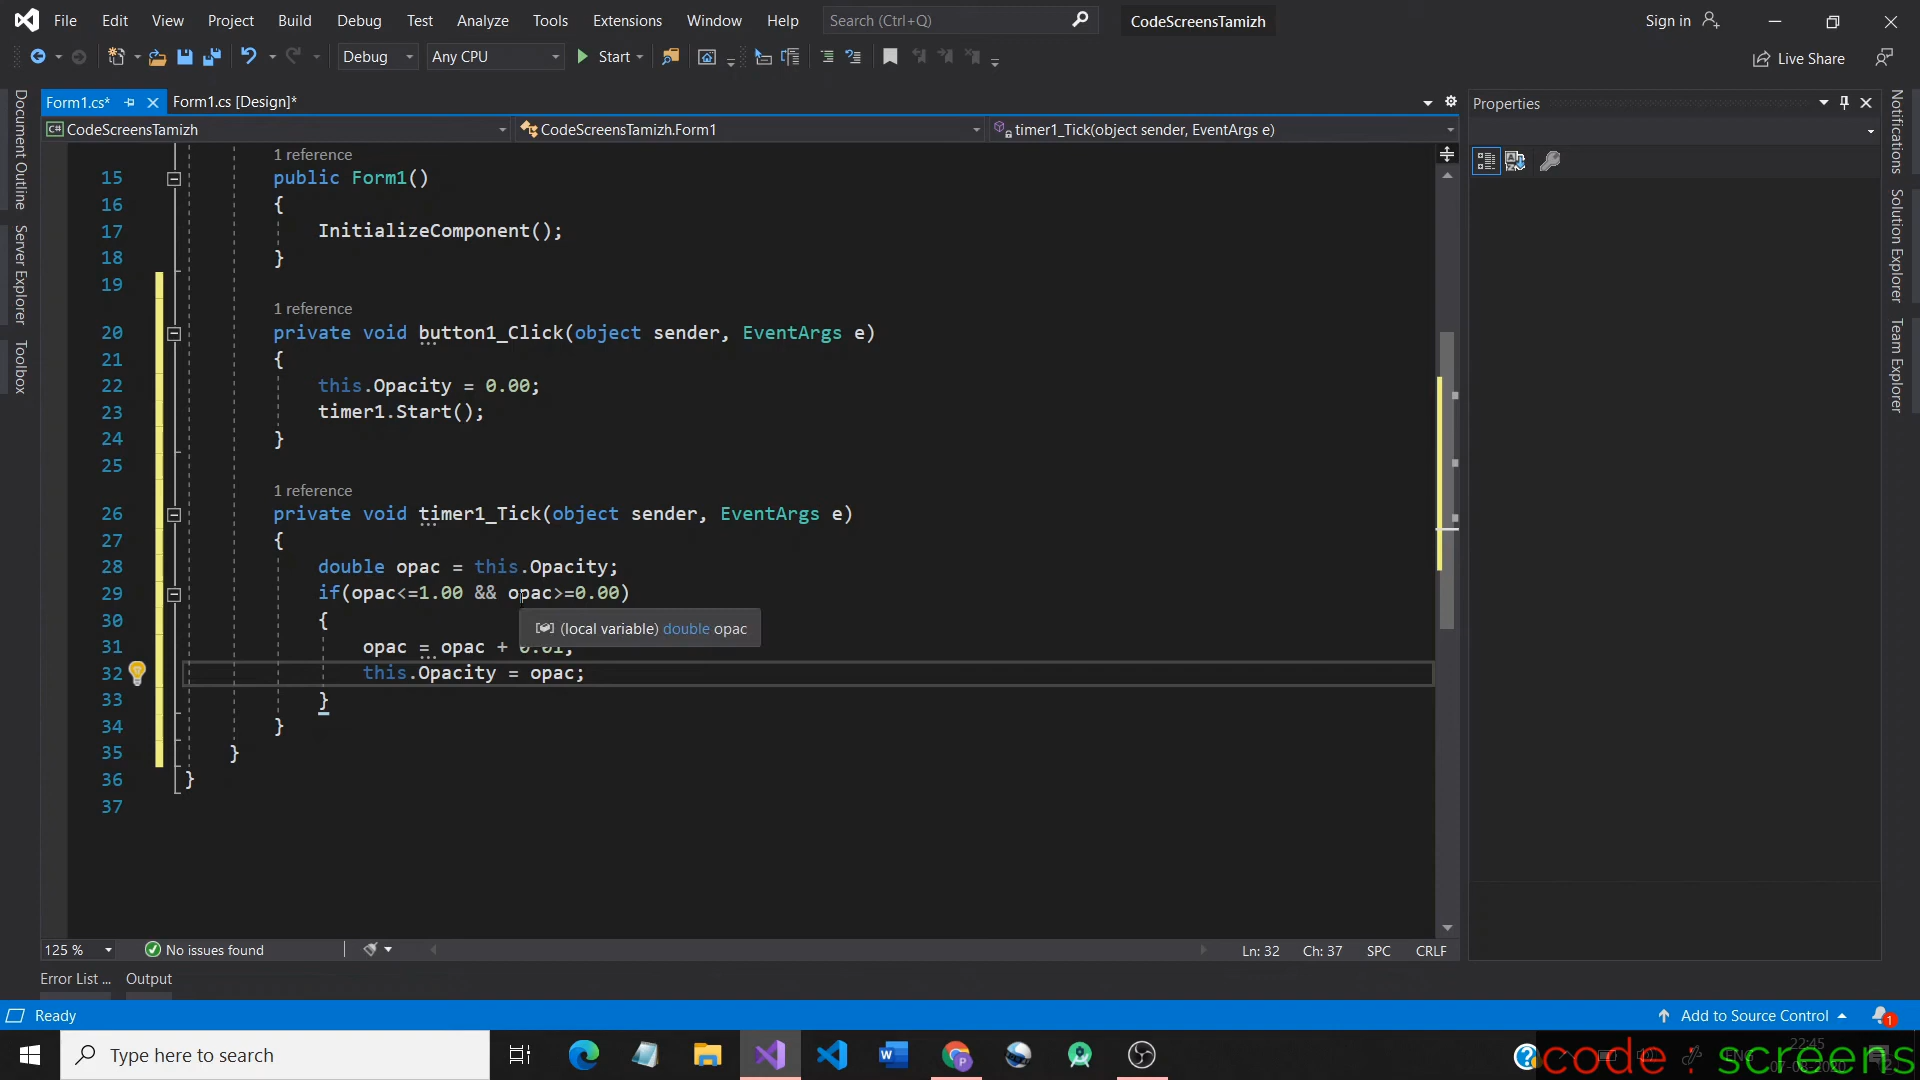 File Edit View Project Build Debug Test Analyze Tools Extensions Window Help Search (Ctrl+Q) CodeScreensTamizh Sign in
Debug Any CPU Start Live Share
Form1.cs* Form1.cs [Design]* Properties
CodeScreensTamizh CodeScreensTamizh.Form1 timer1_Tick(object sender, EventArgs e)
Document Outline
Server Explorer
Toolbox
1 reference
15 public Form1()
16 {
17 InitializeComponent();
18 }
19
1 reference
20 private void button1_Click(object sender, EventArgs e)
21 {
22 this.Opacity = 0.00;
23 timer1.Start();
24 }
25
1 reference
26 private void timer1_Tick(object sender, EventArgs e)
27 {
28 double opac = this.Opacity;
29 if(opac<=1.00 && opac>=0.00)
30 {
(local variable) double opac
31 opac = opac + 0.01;
32 this.Opacity = opac;
33 }
34 }
35 }
36 }
37
Notifications
Solution Explorer
Team Explorer
125 % No issues found Ln: 32 Ch: 37 SPC CRLF
Error List ... Output
Ready Add to Source Control 1
Type here to search
code : screens
ENG
22:45